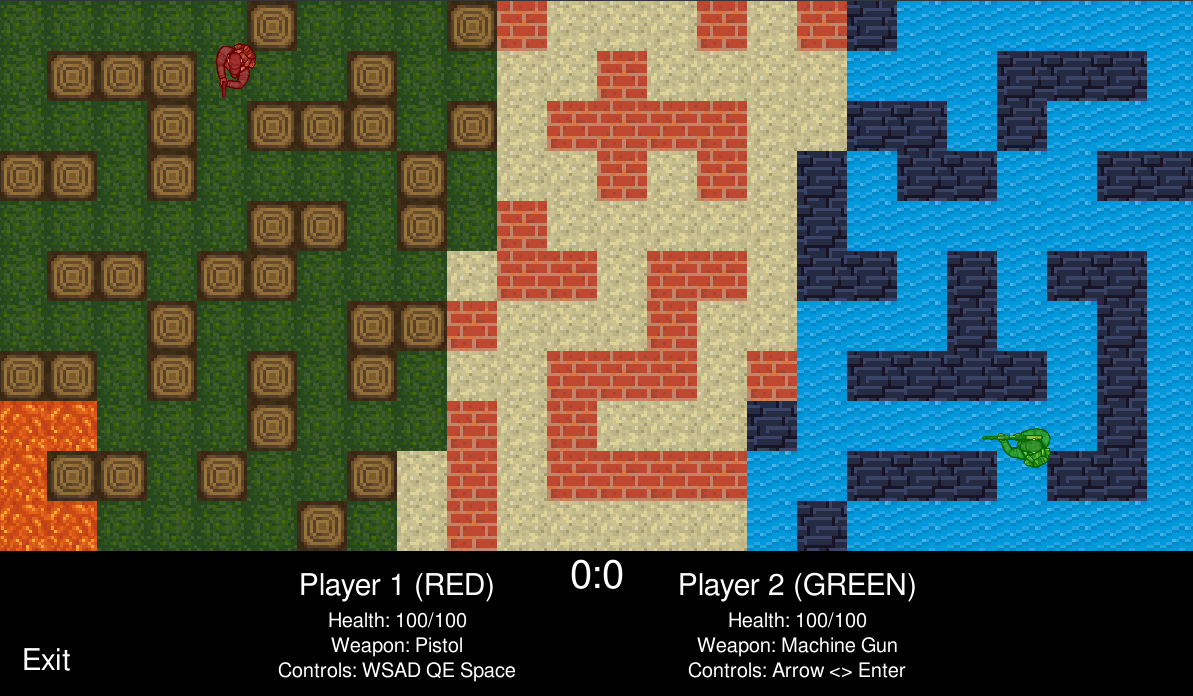 0:0
Player 1 (RED)
Health: 100/100
Weapon: Pistol
Controls: WSAD QE Space
Player 2 (GREEN)
Health: 100/100
Weapon: Machine Gun
Controls: Arrow <> Enter
Exit